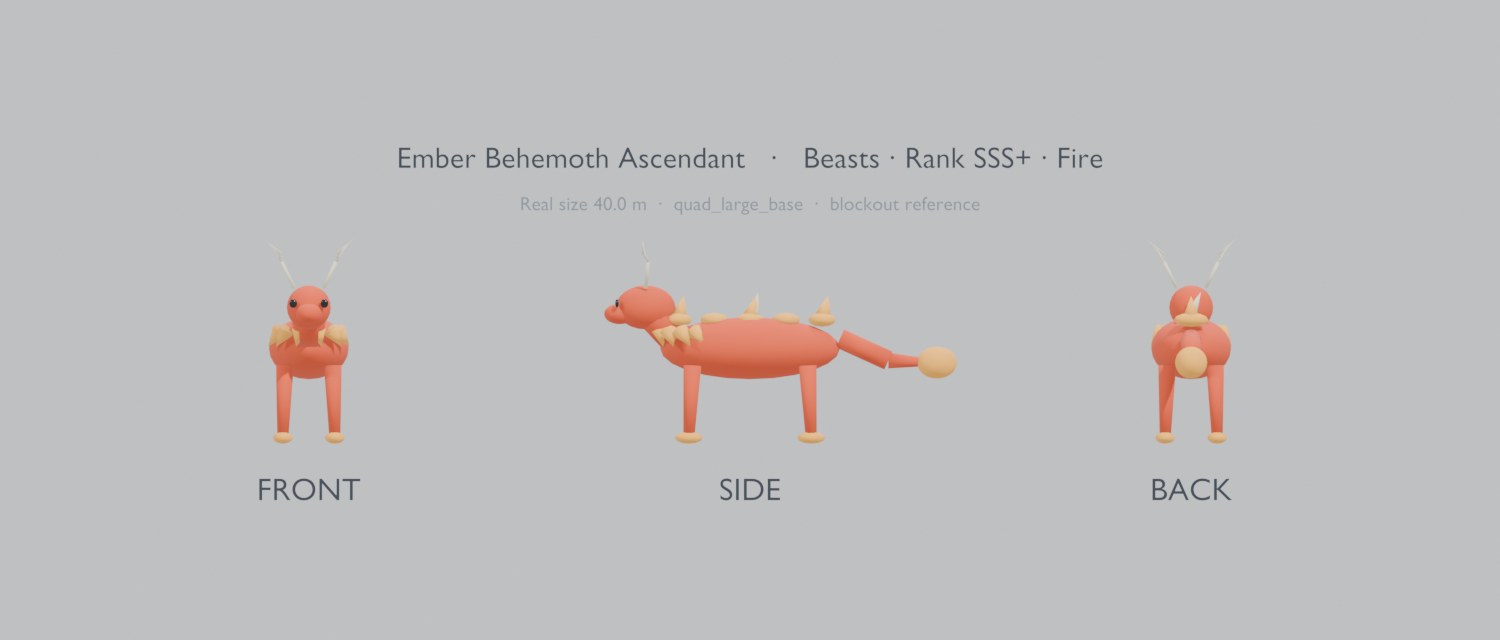 Ember Behemoth Ascendant · Beasts · Rank SSS+ · Fire
Real size 40.0 m · quad_large_base · blockout reference
FRONT
SIDE
BACK